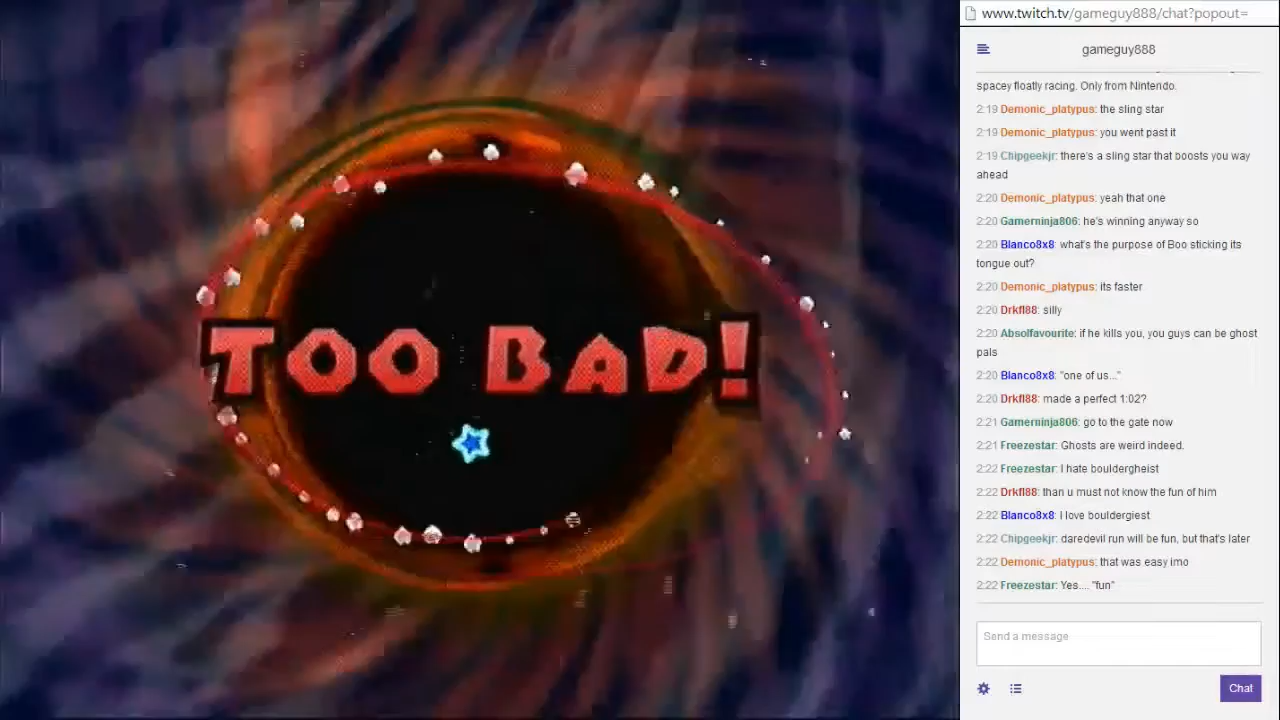 TOO BAD!
www.twitch.tv/gameguy888/chat?popout=
gameguy888
spacey floatly racing. Only from Nintendo.
2:19 Demonic_platypus: the sling star
2:19 Demonic_platypus: you went past it
2:19 Chipgeekjr: there's a sling star that boosts you way
ahead
2:20 Demonic_platypus: yeah that one
2:20 Gamerninja806: he's winning anyway so
2:20 Blanco8x8: what's the purpose of Boo sticking its
tongue out?
2:20 Demonic_platypus: its faster
2:20 Drkfl88: silly
2:20 Absolfavourite: if he kills you, you guys can be ghost
pals
2:20 Blanco8x8: "one of us..."
2:20 Drkfl88: made a perfect 1:02?
2:21 Gamerninja806: go to the gate now
2:21 Freezestar: Ghosts are weird indeed.
2:22 Freezestar: I hate bouldergheist
2:22 Drkfl88: than u must not know the fun of him
2:22 Blanco8x8: i love bouldergiest
2:22 Chipgeekjr: daredevil run will be fun, but that's later
2:22 Demonic_platypus: that was easy imo
2:22 Freezestar: Yes.... "fun"
Send a message
Chat